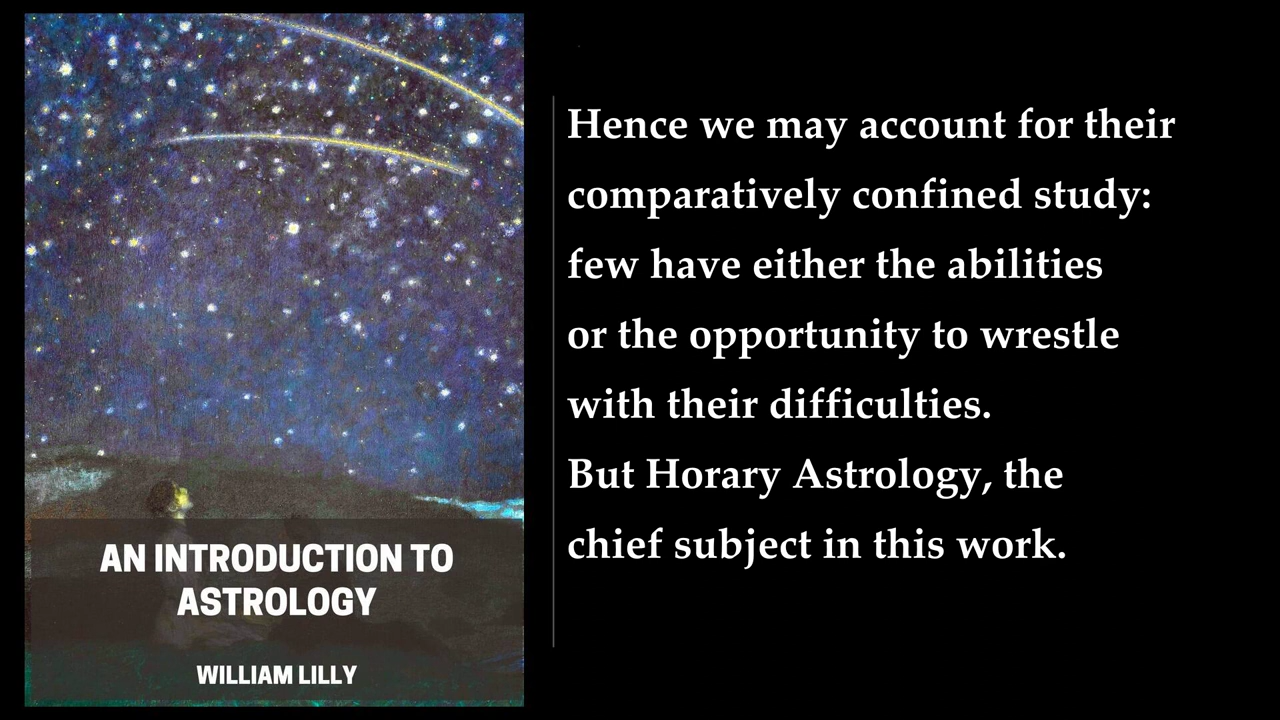 AN INTRODUCTION TO
ASTROLOGY
WILLIAM LILLY
Hence we may account for their
comparatively confined study:
few have either the abilities
or the opportunity to wrestle
with their difficulties.
But Horary Astrology, the
chief subject in this work.